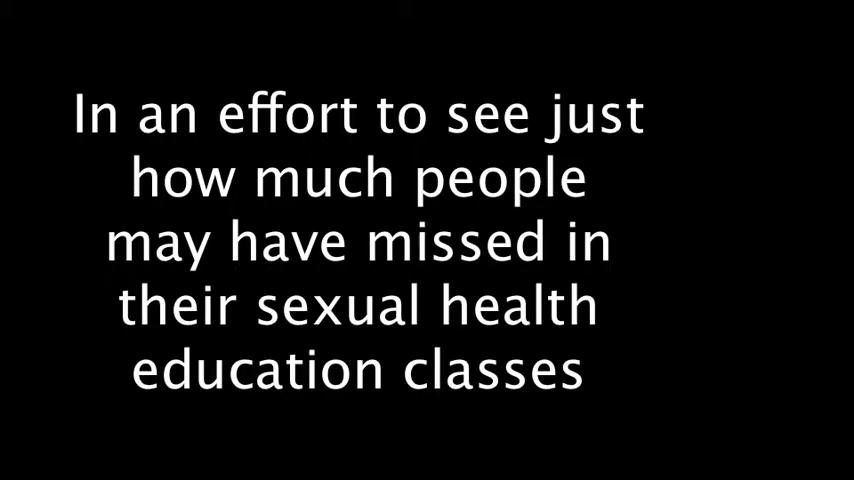 In an effort to see just
how much people
may have missed in
their sexual health
education classes